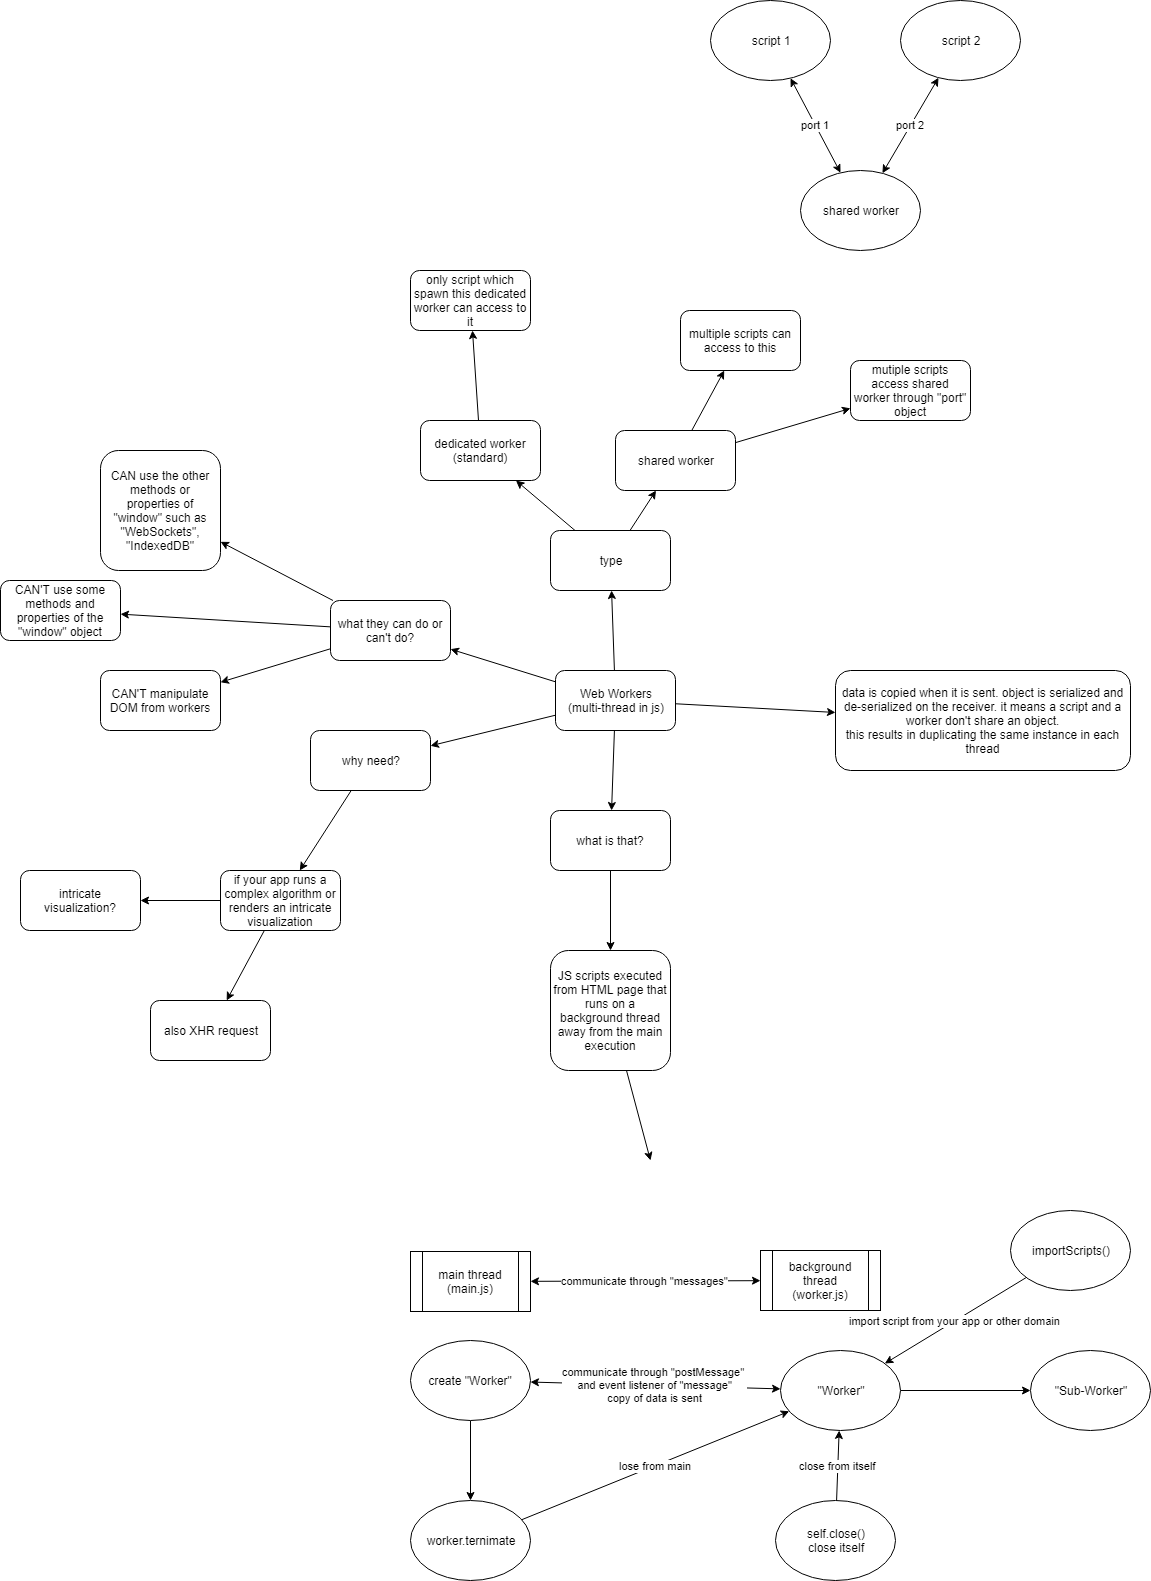 script 1
script 2
port 1
port 2
shared worker
only script which
spawn this dedicated
worker can access to
it
multiple scripts can
access to this
mutiple scripts
access shared
worker through "port"
object
dedicated worker
(standard)
shared worker
CAN use the other
methods or
properties of
"window" such as
"WebSockets",
"IndexedDB"
type
CAN'T use some
methods and
properties of the
"window" object
what they can do or
can't do?
CAN'T manipulate
DOM from workers
Web Workers
(multi-thread in js)
data is copied when it is sent. object is serialized and
de-serialized on the receiver. it means a script and a
worker don't share an object.
this results in duplicating the same instance in each
thread
why need?
what is that?
intricate
visualization?
if your app runs a
complex algorithm or
renders an intricate
visualization
also XHR request
JS scripts executed
from HTML page that
runs on a
background thread
away from the main
execution
main thread
(main.js)
communicate through "messages"
background
thread
(worker.js)
importScripts()
import script from your app or other domain
create "Worker"
communicate through "postMessage"
and event listener of "message"
copy of data is sent
"Worker"
"Sub-Worker"
lose from main
close from itself
worker.ternimate
self.close()
close itself